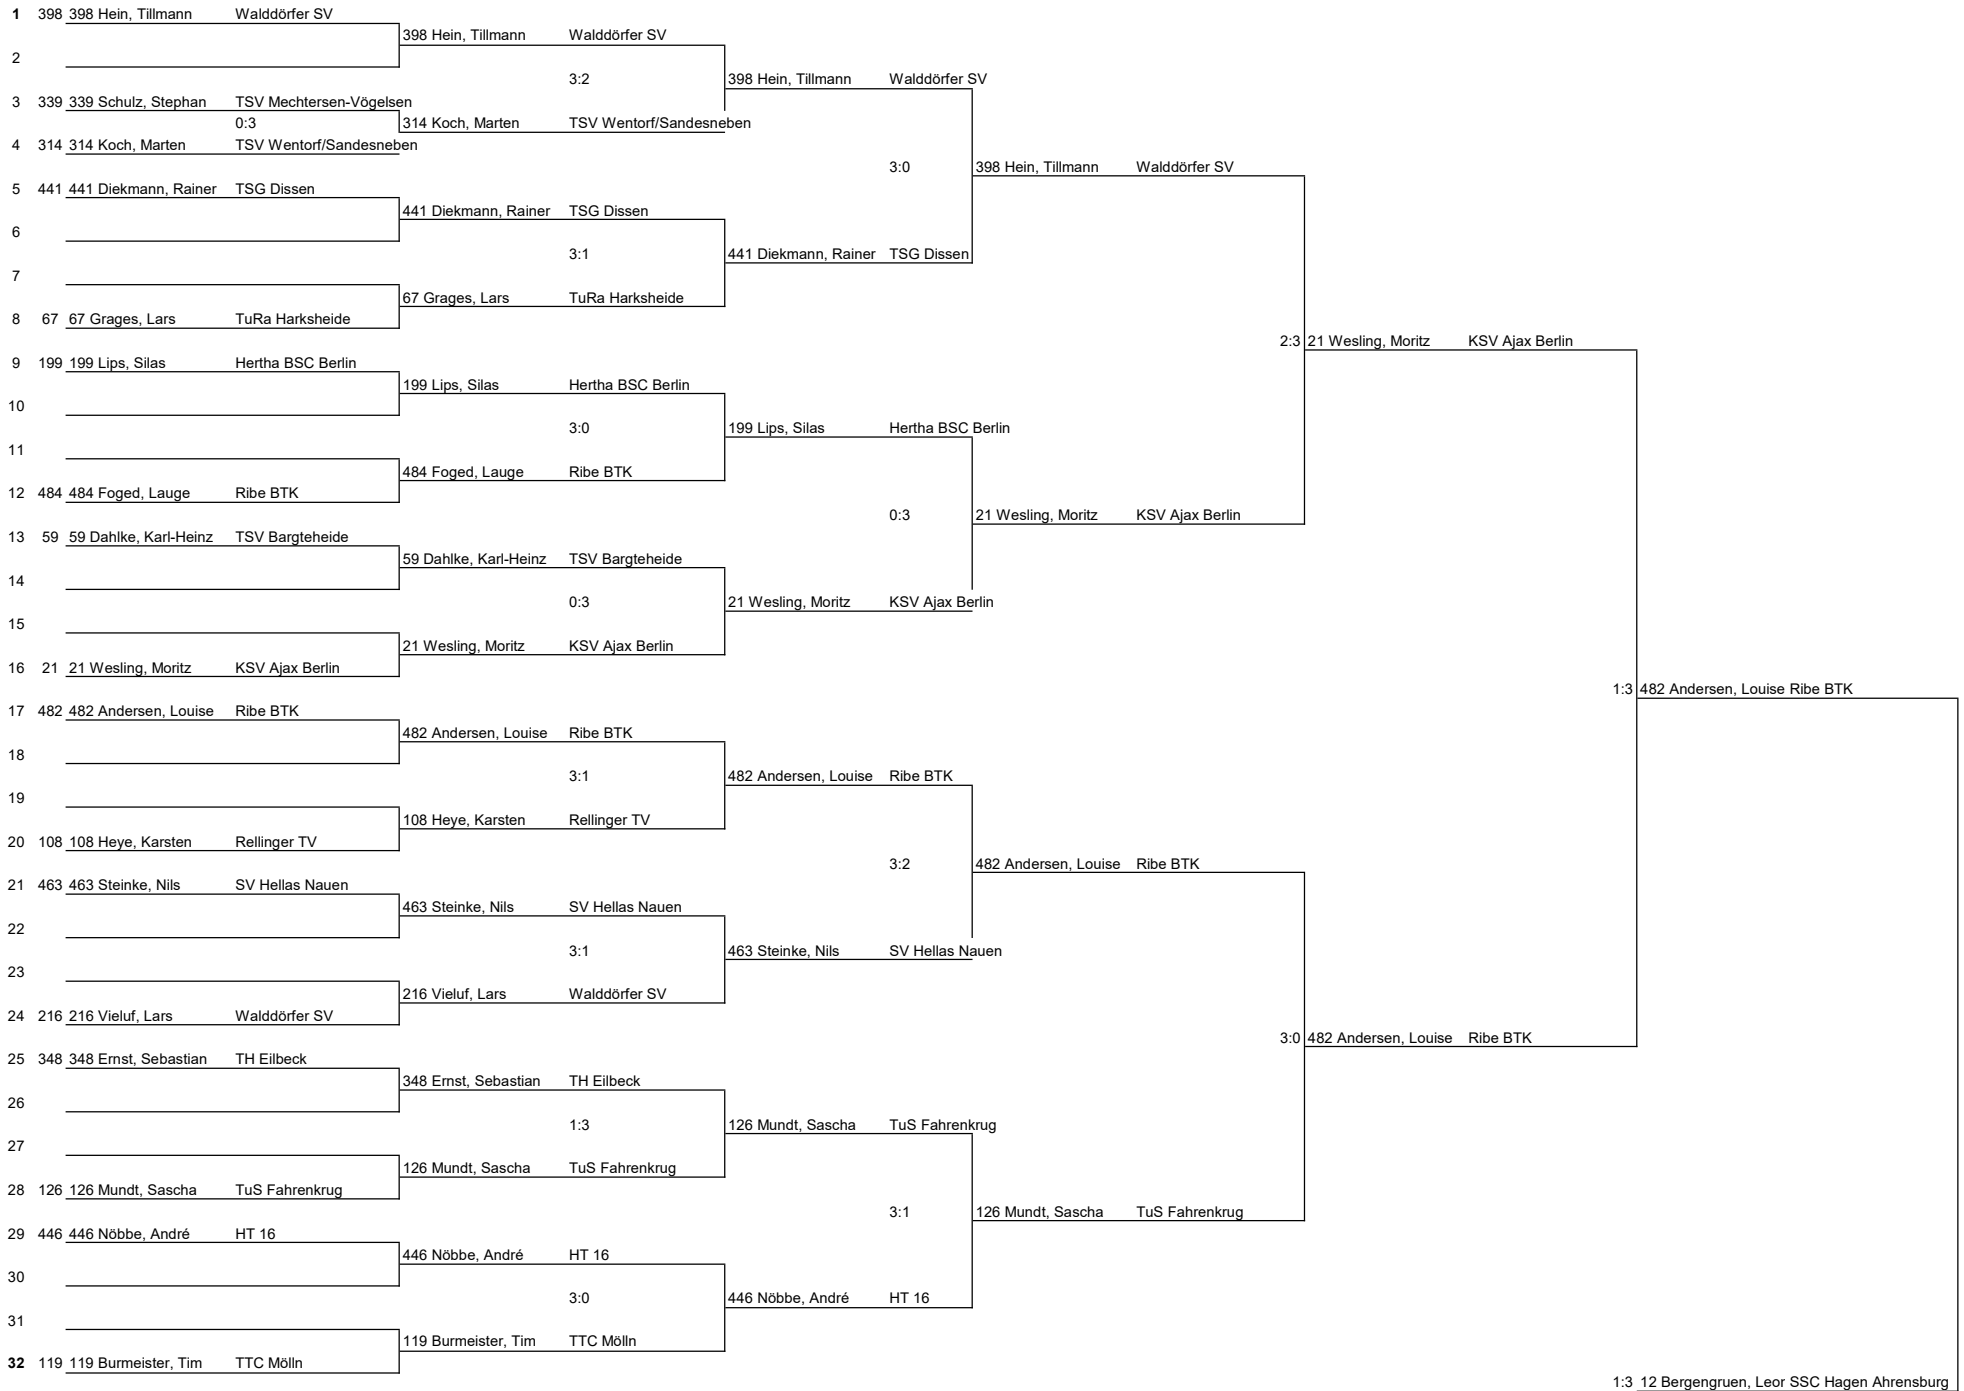 1 398 398 Hein, Tillmann Walddörfer SV
398 Hein, Tillmann Walddörfer SV
2
3:2 398 Hein, Tillmann Walddörfer SV
3 339 339 Schulz, Stephan TSV Mechtersen-Vögelsen
0:3 314 Koch, Marten TSV Wentorf/Sandesneben
4 314 314 Koch, Marten TSV Wentorf/Sandesneben
3:0 398 Hein, Tillmann Walddörfer SV
5 441 441 Diekmann, Rainer TSG Dissen
441 Diekmann, Rainer TSG Dissen
6
3:1 441 Diekmann, Rainer TSG Dissen
7
67 Grages, Lars TuRa Harksheide
8 67 67 Grages, Lars TuRa Harksheide
2:3 21 Wesling, Moritz KSV Ajax Berlin
9 199 199 Lips, Silas Hertha BSC Berlin
199 Lips, Silas Hertha BSC Berlin
10
3:0 199 Lips, Silas Hertha BSC Berlin
11
484 Foged, Lauge Ribe BTK
12 484 484 Foged, Lauge Ribe BTK
0:3 21 Wesling, Moritz KSV Ajax Berlin
13 59 59 Dahlke, Karl-Heinz TSV Bargteheide
59 Dahlke, Karl-Heinz TSV Bargteheide
14
0:3 21 Wesling, Moritz KSV Ajax Berlin
15
21 Wesling, Moritz KSV Ajax Berlin
16 21 21 Wesling, Moritz KSV Ajax Berlin
1:3 482 Andersen, Louise Ribe BTK
17 482 482 Andersen, Louise Ribe BTK
482 Andersen, Louise Ribe BTK
18
3:1 482 Andersen, Louise Ribe BTK
19
108 Heye, Karsten Rellinger TV
20 108 108 Heye, Karsten Rellinger TV
3:2 482 Andersen, Louise Ribe BTK
21 463 463 Steinke, Nils SV Hellas Nauen
463 Steinke, Nils SV Hellas Nauen
22
3:1 463 Steinke, Nils SV Hellas Nauen
23
216 Vieluf, Lars Walddörfer SV
24 216 216 Vieluf, Lars Walddörfer SV
3:0 482 Andersen, Louise Ribe BTK
25 348 348 Ernst, Sebastian TH Eilbeck
348 Ernst, Sebastian TH Eilbeck
26
1:3 126 Mundt, Sascha TuS Fahrenkrug
27
126 Mundt, Sascha TuS Fahrenkrug
28 126 126 Mundt, Sascha TuS Fahrenkrug
3:1 126 Mundt, Sascha TuS Fahrenkrug
29 446 446 Nöbbe, André HT 16
446 Nöbbe, André HT 16
30
3:0 446 Nöbbe, André HT 16
31
119 Burmeister, Tim TTC Mölln
32 119 119 Burmeister, Tim TTC Mölln
1:3 12 Bergengruen, Leor SSC Hagen Ahrensburg